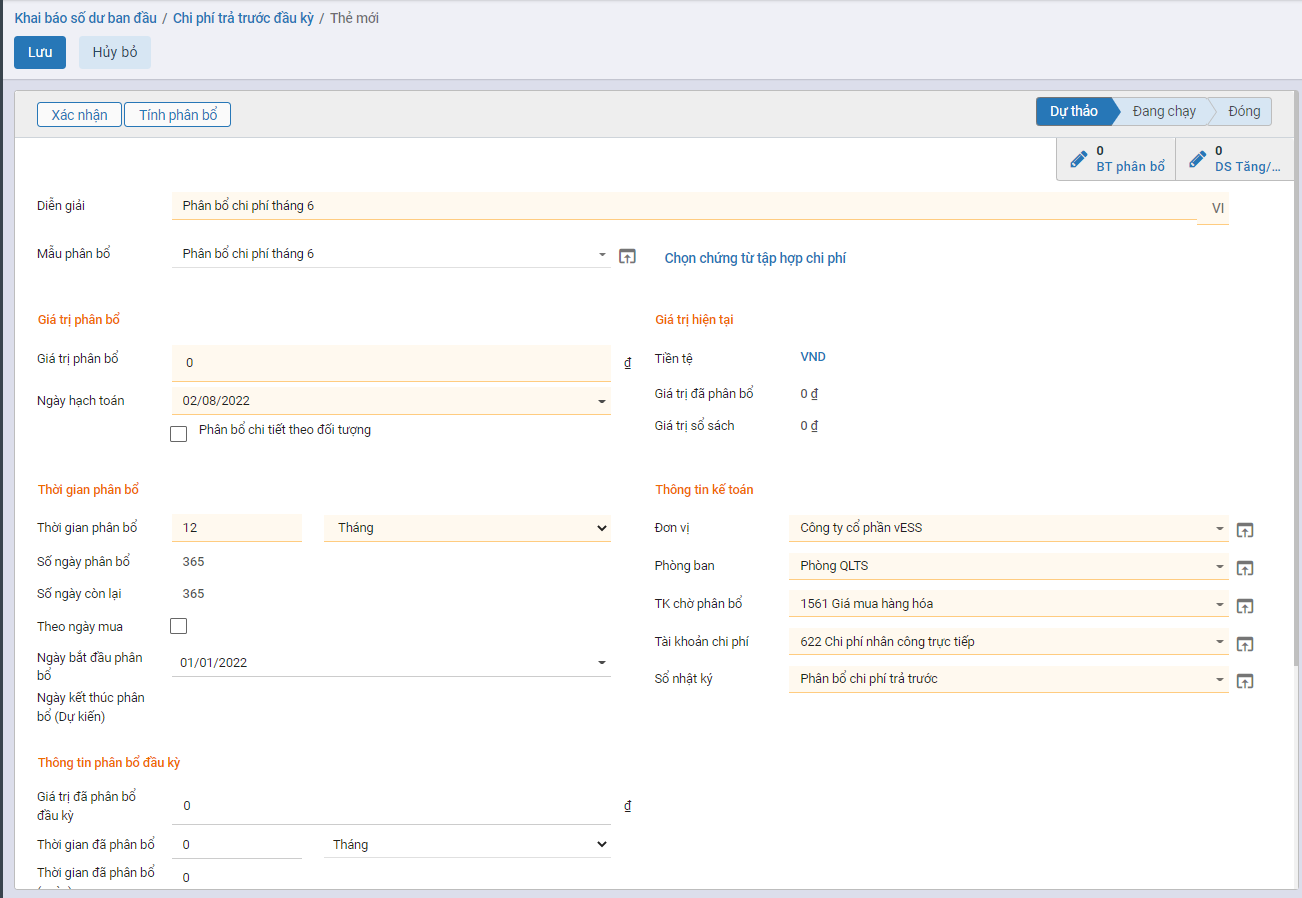 Khai báo số dư ban đầu / Chi phí trả trước đầu kỳ / Thẻ mới
Lưu Hủy bỏ
Xác nhận Tính phân bổ Dự thảo Đang chạy Đóng
0 0
BT phân bổ DS Tăng/...
Diễn giải Phân bổ chi phí tháng 6 VI
Mẫu phân bổ Phân bổ chi phí tháng 6 Chọn chứng từ tập hợp chi phí
Giá trị phân bổ Giá trị hiện tại
Giá trị phân bổ 0 ₫ Tiền tệ VND
Ngày hạch toán 02/08/2022 Giá trị đã phân bổ 0 ₫
Phân bổ chi tiết theo đối tượng Giá trị sổ sách 0 ₫
Thời gian phân bổ Thông tin kế toán
Thời gian phân bổ 12 Tháng Đơn vị Công ty cổ phần vESS
Số ngày phân bổ 365 Phòng ban Phòng QLTS
Số ngày còn lại 365 TK chờ phân bổ 1561 Giá mua hàng hóa
Theo ngày mua Tài khoản chi phí 622 Chi phí nhân công trực tiếp
Ngày bắt đầu phân bổ 01/01/2022 Sổ nhật ký Phân bổ chi phí trả trước
Ngày kết thúc phân
bổ (Dự kiến)
Thông tin phân bổ đầu kỳ
Giá trị đã phân bổ
đầu kỳ 0 ₫
Thời gian đã phân bổ 0 Tháng
Thời gian đã phân bổ 0